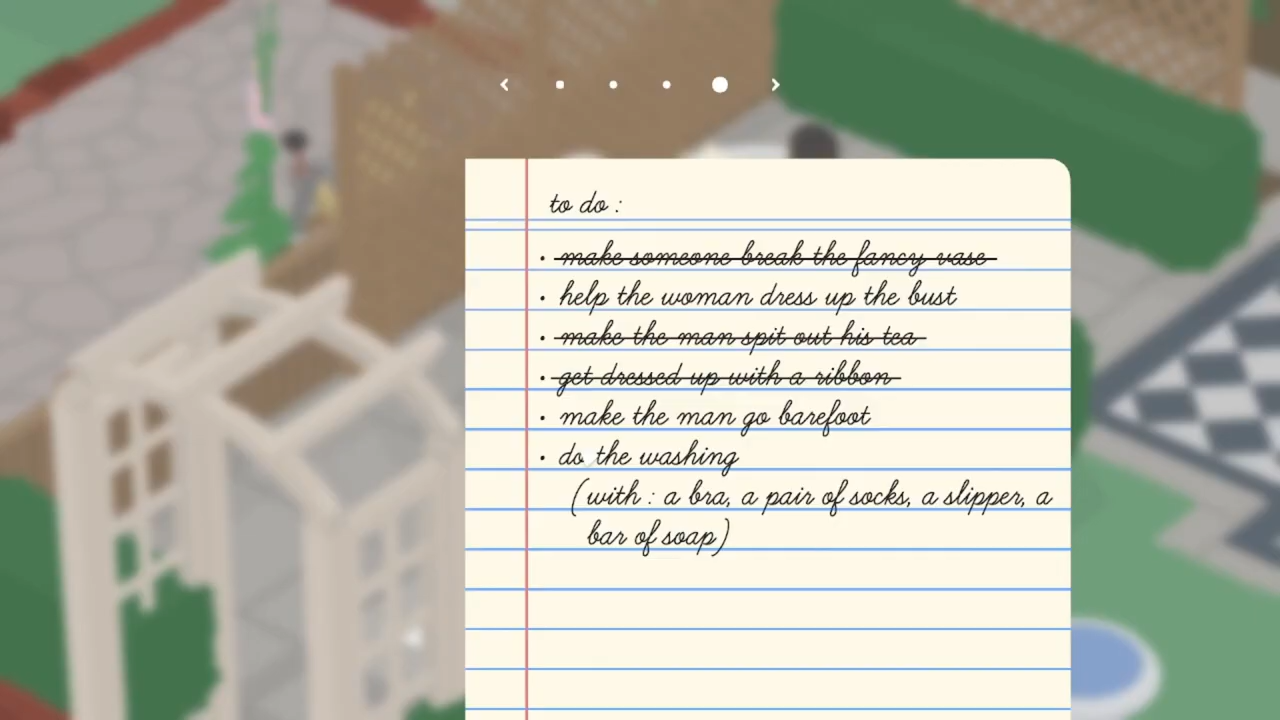 to do :
• make someone break the fancy vase
• help the woman dress up the bust
• make the man spit out his tea
• get dressed up with a ribbon
• make the man go barefoot
• do the washing
(with : a bra, a pair of socks, a slipper, a
bar of soap)